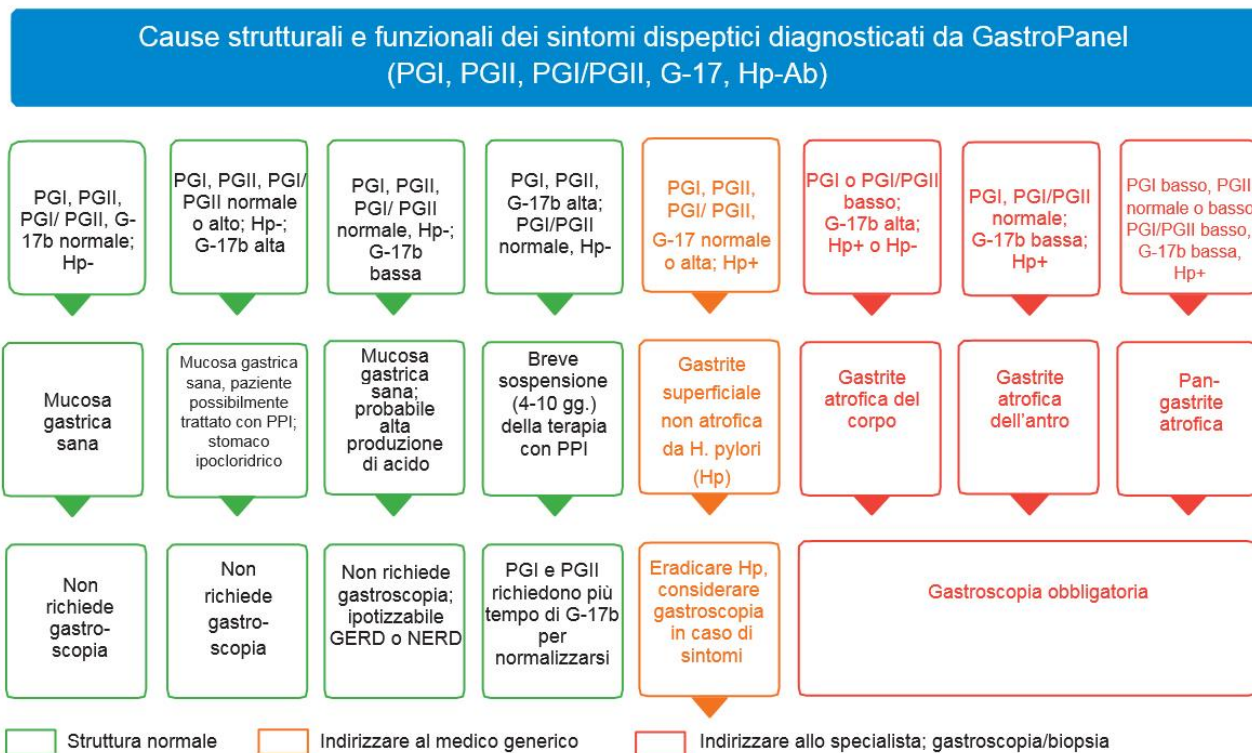 Cause strutturali e funzionali dei sintomi dispeptici diagnosticati da GastroPanel
(PGI, PGII, PGI/PGII, G-17, Hp-Ab)
PGI, PGII,
PGI/ PGII, G-
17b normale;
Hp-
PGI, PGII, PGI/
PGII normale
o alto; Hp-;
G-17b alta
PGI, PGII,
PGI/ PGII
normale, Hp-;
G-17b
bassa
PGI, PGII,
G-17b alta;
PGI/PGII
normale, Hp-
PGI, PGII,
PGI/ PGII,
G-17 normale
o alta; Hp+
PGI o PGI/PGII
basso;
G-17b alta;
Hp+ o Hp-
PGI, PGI/PGII
normale;
G-17b bassa;
Hp+
PGI basso, PGII
normale o basso
PGI/PGII basso,
G-17b bassa,
Hp+
Mucosa
gastrica
sana
Mucosa gastrica
sana, paziente
possibilmente
trattato con PPI;
stomaco
ipocloridrico
Mucosa
gastrica
sana;
probabile
alta
produzione
di acido
Breve
sospensione
(4-10 gg.)
della terapia
con PPI
Gastrite
superficiale
non atrofica
da H. pylori
(Hp)
Gastrite
atrofica del
corpo
Gastrite
atrofica
dell'antro
Pan-
gastrite
atrofica
Non
richiede
gastro-
scopia
Non
richiede
gastro-
scopia
Non richiede
gastroscopia;
ipotizzabile
GERD o NERD
PGI e PGII
richiedono più
tempo di G-17b
per
normalizzarsi
Eradicare Hp,
considerare
gastroscopia
in caso di
sintomi
Gastroscopia obbligatoria
Struttura normale
Indirizzare al medico generico
Indirizzare allo specialista; gastroscopia/biopsia